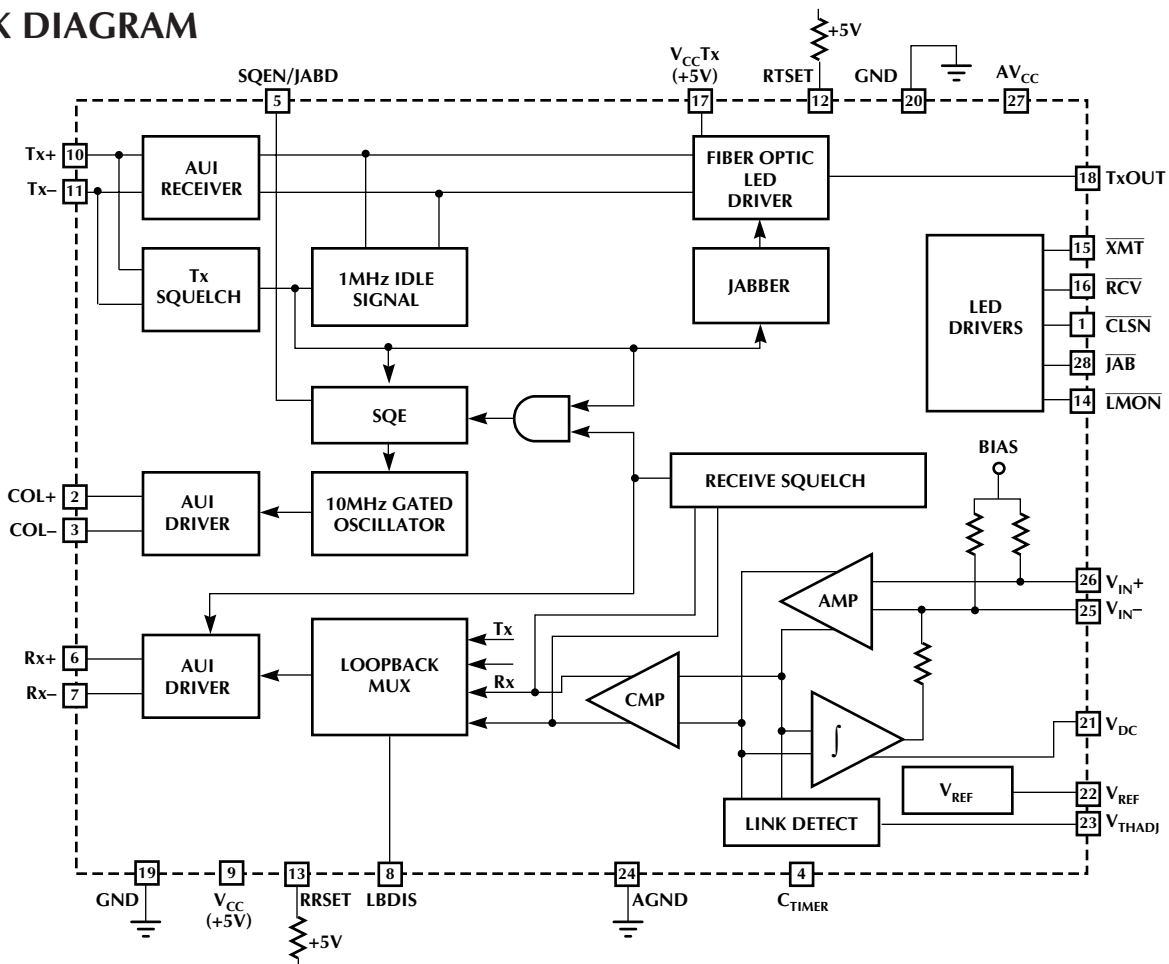 K DIAGRAM
+5V
SQEN/JABD
5
VCCTx
(+5V)
17
RTSET
12
GND
20
AVCC
27
Tx+ 10
Tx– 11
AUI
RECEIVER
FIBER OPTIC
LED
DRIVER
18 TxOUT
Tx
SQUELCH
1MHz IDLE
SIGNAL
JABBER
LED
DRIVERS
15 XMT
16 RCV
1 CLSN
28 JAB
14 LMON
SQE
BIAS
COL+ 2
COL– 3
AUI
DRIVER
10MHz GATED
OSCILLATOR
RECEIVE SQUELCH
AMP
26 VIN+
25 VIN–
Rx+ 6
Rx– 7
AUI
DRIVER
LOOPBACK
MUX
Tx
Rx
CMP
∫
21 VDC
VREF
22 VREF
LINK DETECT
23 VTHADJ
19
GND
9
VCC
(+5V)
13
RRSET
+5V
8
LBDIS
24
AGND
4
CTIMER